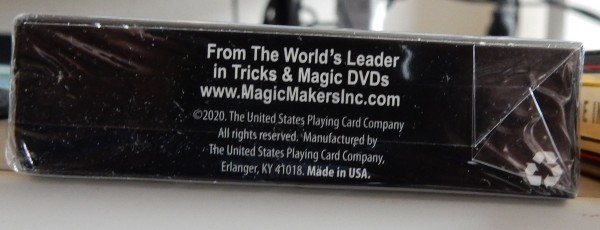 From The World's Leader
in Tricks & Magic DVDs
www.MagicMakersInc.com
©2020. The United States Playing Card Company
All rights reserved. Manufactured by
The United States Playing Card Company,
Erlanger, KY 41018. Made in USA.